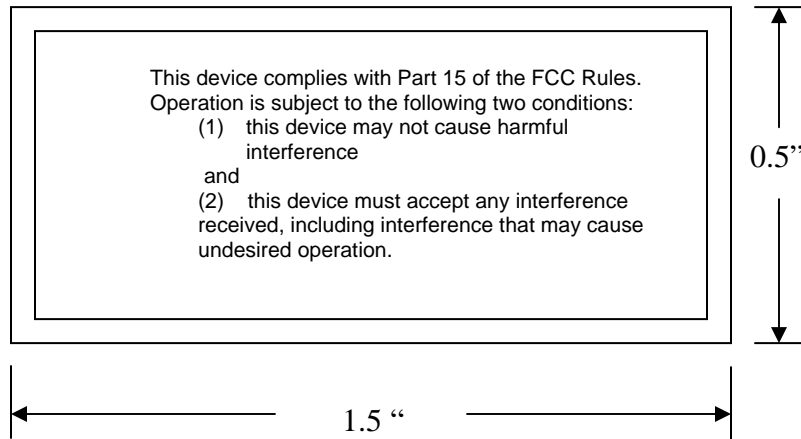 This device complies with Part 15 of the FCC Rules.
Operation is subject to the following two conditions:
(1) this device may not cause harmful
interference
and
(2) this device must accept any interference
received, including interference that may cause
undesired operation.
0.5”
1.5 “